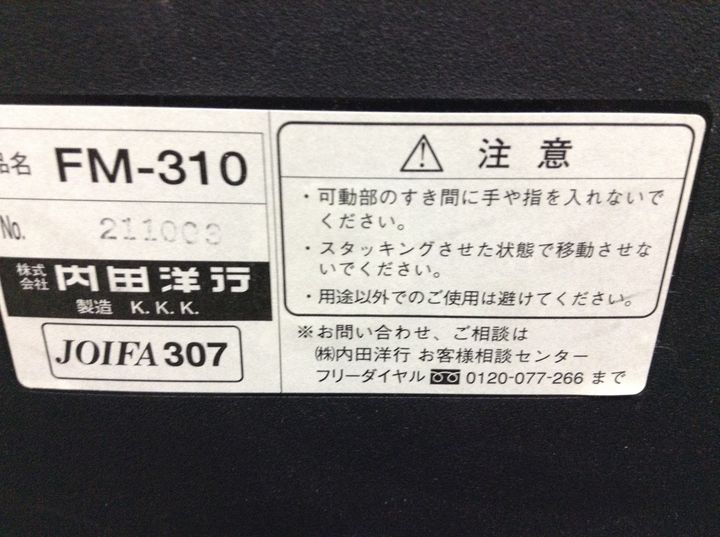 品名 FM-310
No. 211003
株式会社 内田洋行
製造 K.K.K.
JOIFA 307
⚠ 注意
・可動部のすき間に手や指を入れないで
ください。
・スタッキングさせた状態で移動させな
いでください。
・用途以外でのご使用は避けてください。
※お問い合わせ、ご相談は
㈱内田洋行 お客様相談センター
フリーダイヤル 0120-077-266 まで